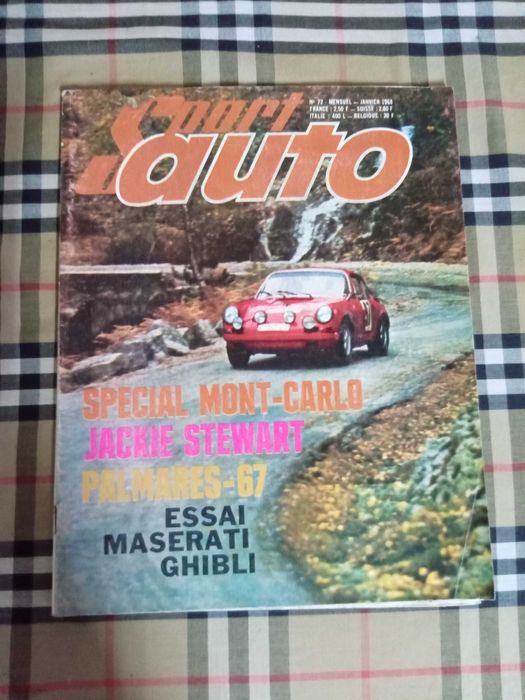 Sport
auto
N° 72 - MENSUEL - JANVIER 1968
FRANCE : 2,50 F - SUISSE : 2,80 F
ITALIE : 400 L - BELGIQUE : 30 F
SPECIAL MONT-CARLO
JACKIE STEWART
PALMARES-67
ESSAI
MASERATI
GHIBLI